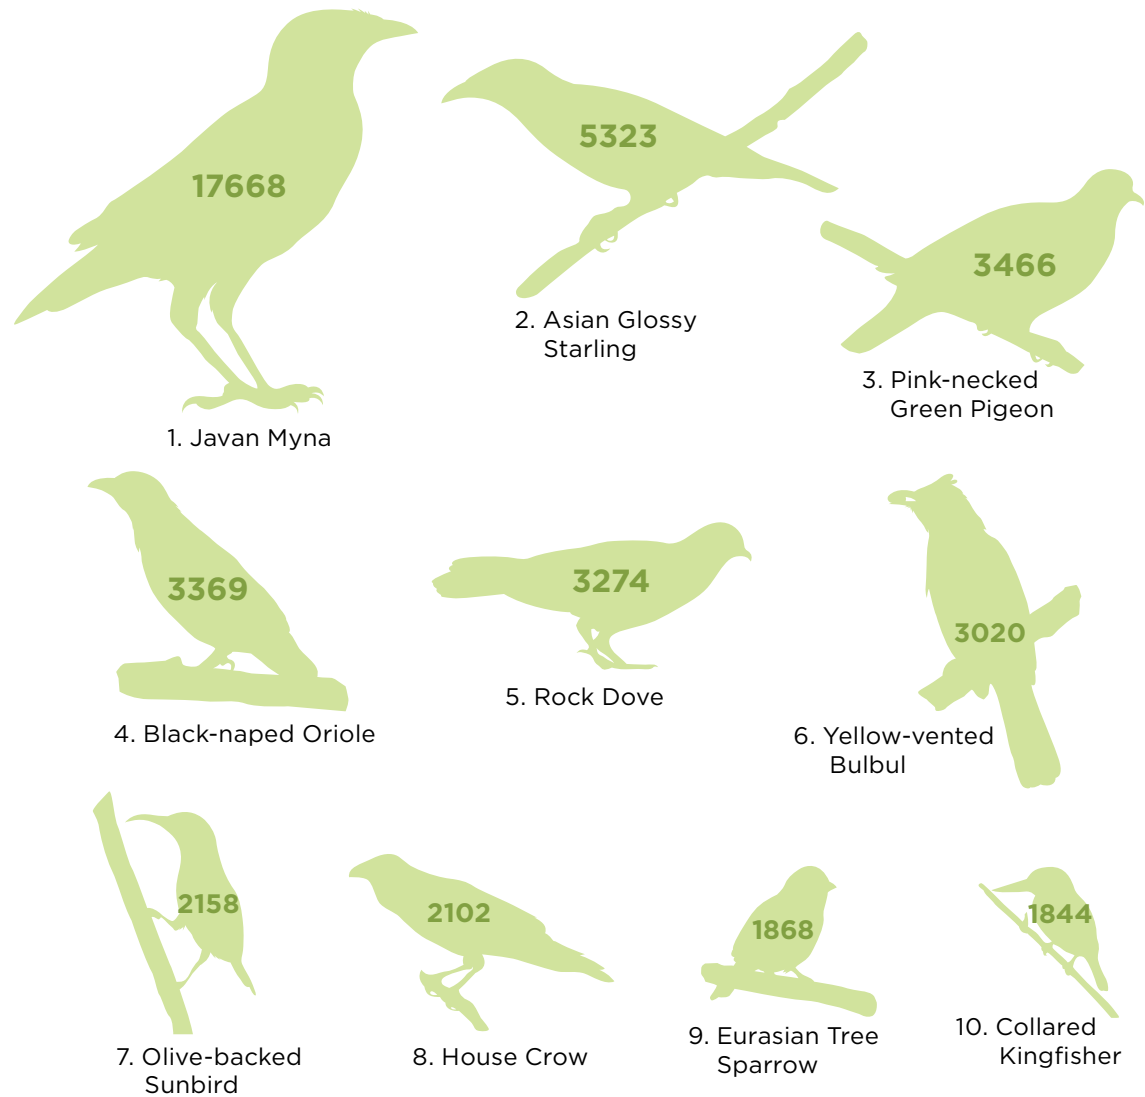 17668
1. Javan Myna
5323
2. Asian Glossy
Starling
3466
3. Pink-necked
Green Pigeon
3369
4. Black-naped Oriole
3274
5. Rock Dove
3020
6. Yellow-vented
Bulbul
2158
7. Olive-backed
Sunbird
2102
8. House Crow
1868
9. Eurasian Tree
Sparrow
1844
10. Collared
Kingfisher